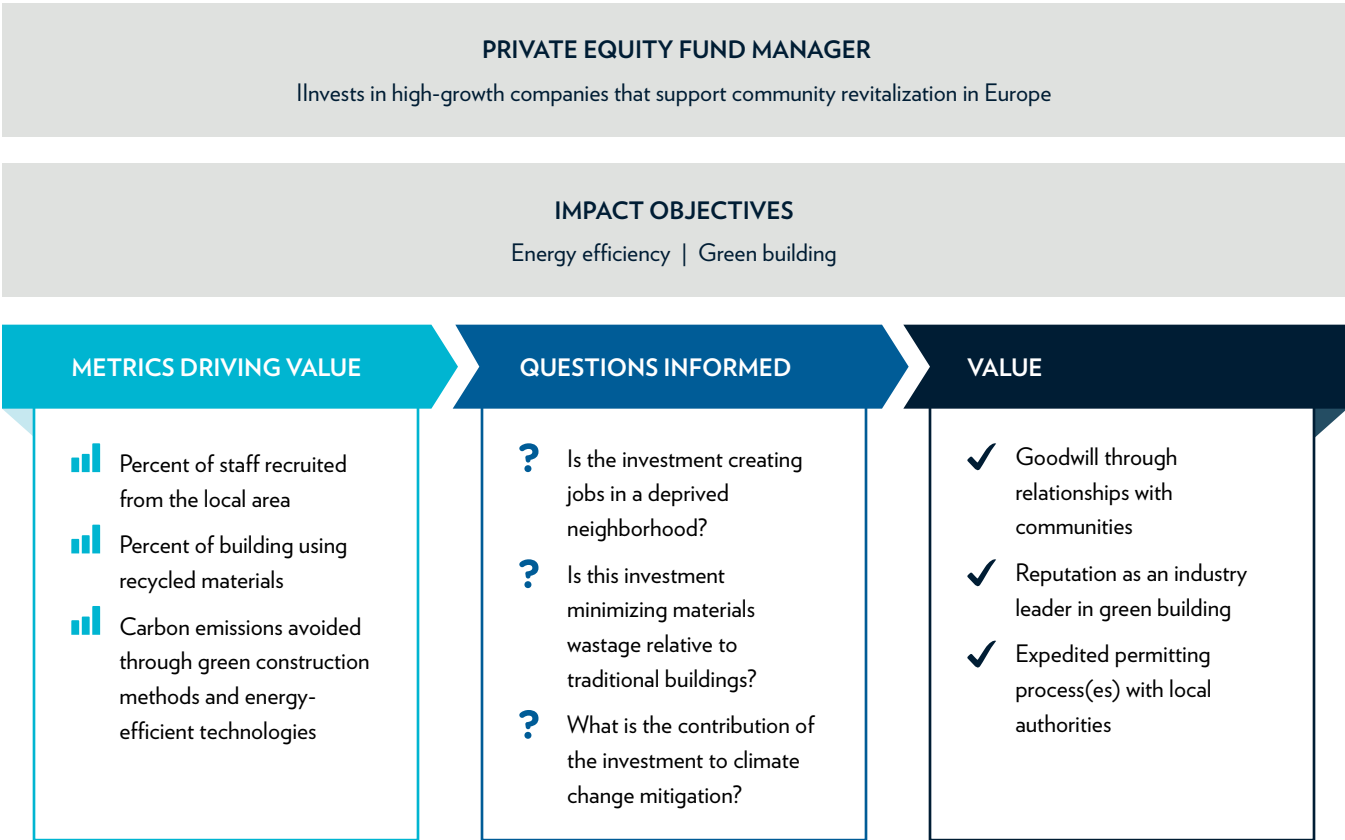 PRIVATE EQUITY FUND MANAGER
IInvests in high-growth companies that support community revitalization in Europe
IMPACT OBJECTIVES
Energy efficiency | Green building
METRICS DRIVING VALUE
Percent of staff recruited
from the local area
Percent of building using
recycled materials
Carbon emissions avoided
through green construction
methods and energy-
efficient technologies
QUESTIONS INFORMED
? Is the investment creating
jobs in a deprived
neighborhood?
? Is this investment
minimizing materials
wastage relative to
traditional buildings?
? What is the contribution of
the investment to climate
change mitigation?
VALUE
Goodwill through
relationships with
communities
Reputation as an industry
leader in green building
Expedited permitting
process(es) with local
authorities